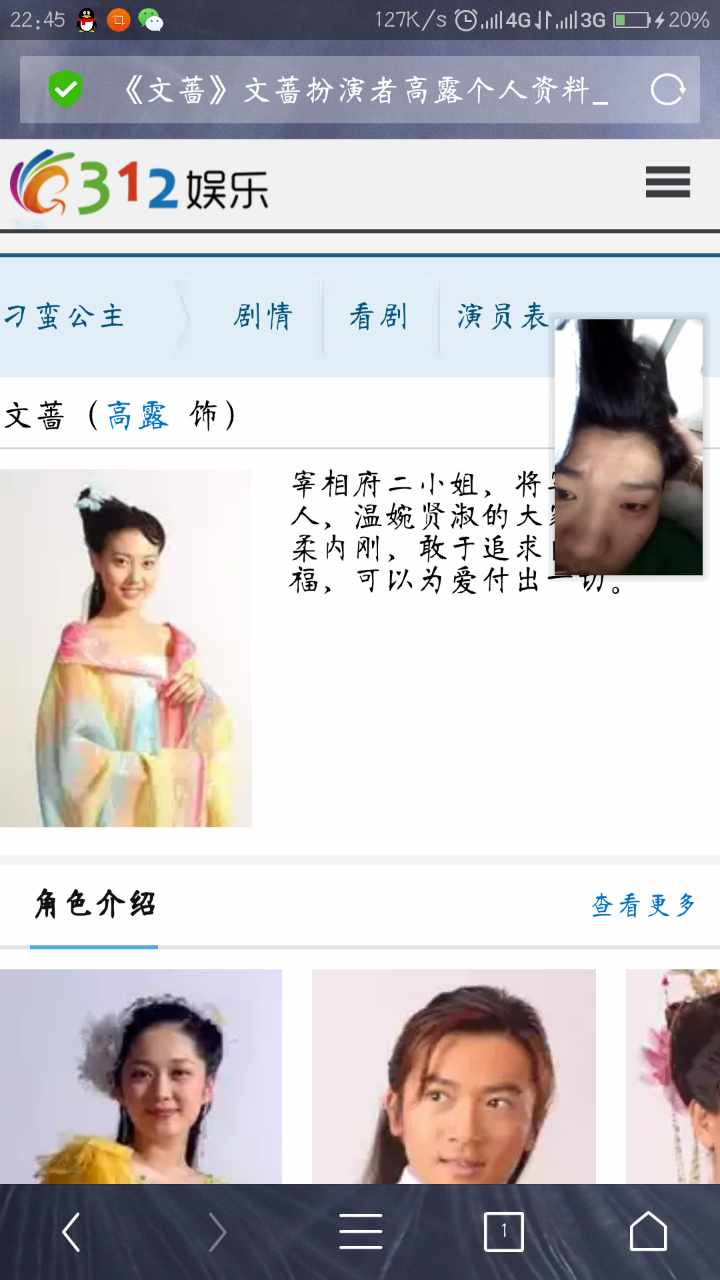 22:45 127K/s 4G 3G 20%
《文蔷》文蔷扮演者高露个人资料_
312娱乐
刁蛮公主 剧情 看剧 演员表
文蔷（高露 饰）
宰相府二小姐，将
人，温婉贤淑的大
柔内刚，敢于追求
福，可以为爱付出一切。
角色介绍 查看更多
1